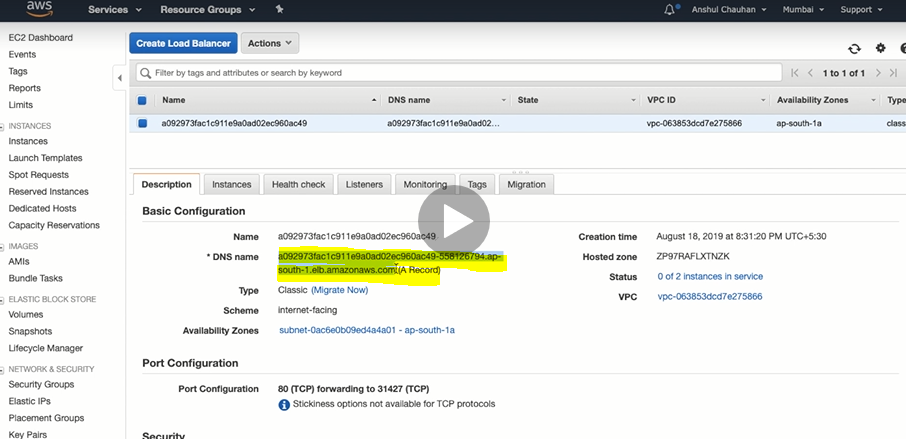 aws
Services
Resource Groups
Anshul Chauhan
Mumbai
Support
EC2 Dashboard
Events
Tags
Reports
Limits
INSTANCES
Instances
Launch Templates
Spot Requests
Reserved Instances
Dedicated Hosts
Capacity Reservations
IMAGES
AMIs
Bundle Tasks
ELASTIC BLOCK STORE
Volumes
Snapshots
Lifecycle Manager
NETWORK & SECURITY
Security Groups
Elastic IPs
Placement Groups
Key Pairs
Create Load Balancer
Actions
Filter by tags and attributes or search by keyword
1 to 1 of 1
Name DNS name State VPC ID Availability Zones Type
a092973fac1c911e9a0ad02ec960ac49 a092973fac1c911e9a0ad02... vpc-063853dcd7e275866 ap-south-1a class
Description Instances Health check Listeners Monitoring Tags Migration
Basic Configuration
Name a092973fac1c911e9a0ad02ec960ac49
* DNS name a092973fac1c911e9a0ad02ec960ac49-558126794.ap-
south-1.elb.amazonaws.com (A Record)
Type Classic (Migrate Now)
Scheme internet-facing
Availability Zones subnet-0ac6e0b09ed4a4a01 - ap-south-1a
Creation time August 18, 2019 at 8:31:20 PM UTC+5:30
Hosted zone ZP97RAFLXTNZK
Status 0 of 2 instances in service
VPC vpc-063853dcd7e275866
Port Configuration
Port Configuration 80 (TCP) forwarding to 31427 (TCP)
Stickiness options not available for TCP protocols
Security